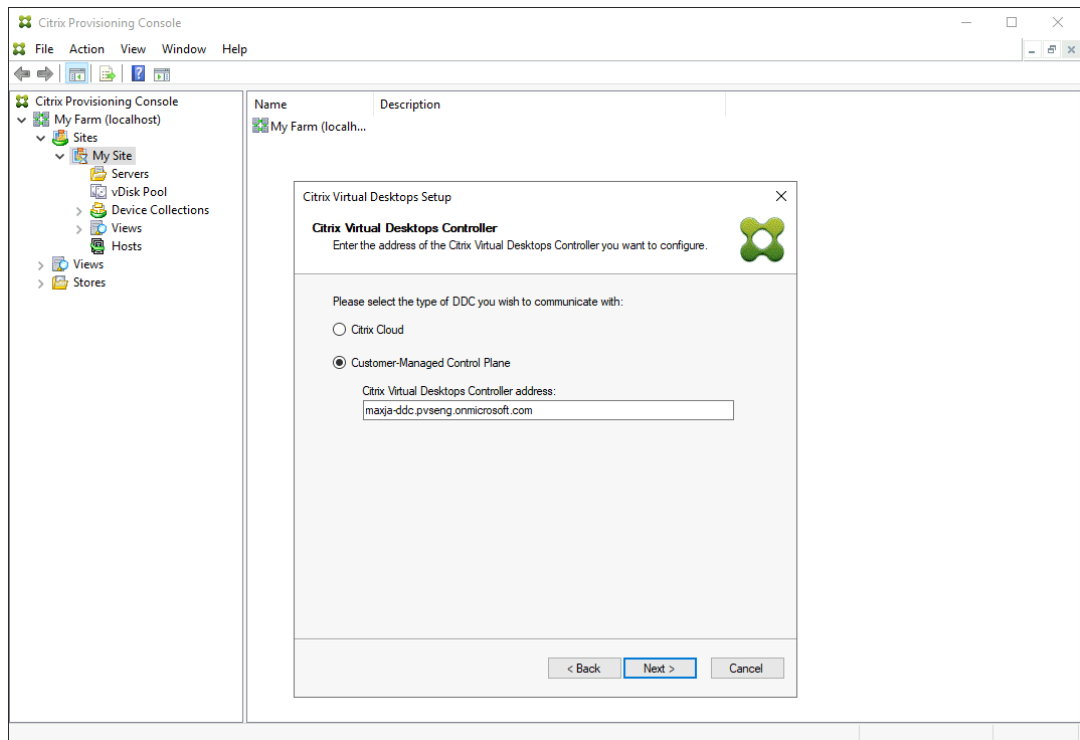 Citrix Provisioning Console
File Action View Window Help
Citrix Provisioning Console
My Farm (localhost)
Sites
My Site
Servers
vDisk Pool
Device Collections
Views
Hosts
Views
Stores
Name Description
My Farm (localh...
Citrix Virtual Desktops Setup
Citrix Virtual Desktops Controller
Enter the address of the Citrix Virtual Desktops Controller you want to configure.
Please select the type of DDC you wish to communicate with:
Citrix Cloud
Customer-Managed Control Plane
Citrix Virtual Desktops Controller address:
maxja-ddc.pvseng.onmicrosoft.com
< Back Next > Cancel